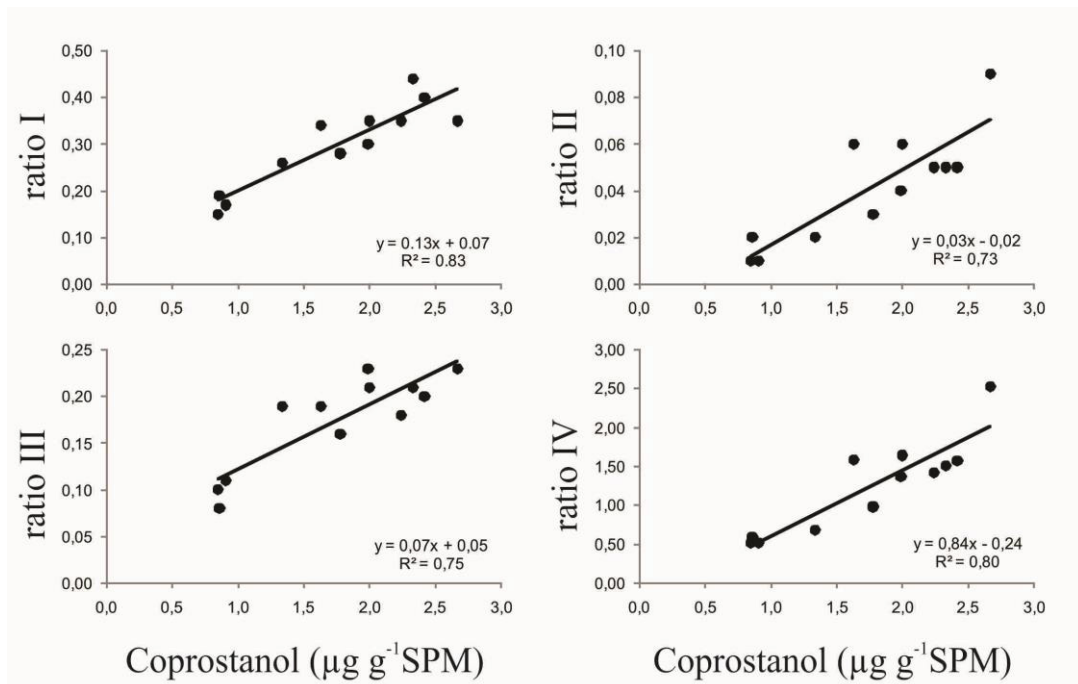 ratio I
0,50
0,40
0,30
0,20
0,10
0,00
y = 0.13x + 0.07
R² = 0.83
0,0 0,5 1,0 1,5 2,0 2,5 3,0
ratio II
0,10
0,08
0,06
0,04
0,02
0,00
y = 0,03x - 0,02
R² = 0,73
0,0 0,5 1,0 1,5 2,0 2,5 3,0
ratio III
0,25
0,20
0,15
0,10
0,05
0,00
y = 0,07x + 0,05
R² = 0,75
0,0 0,5 1,0 1,5 2,0 2,5 3,0
Coprostanol (µg g⁻¹SPM)
ratio IV
3,00
2,50
2,00
1,50
1,00
0,50
0,00
y = 0,84x - 0,24
R² = 0,80
0,0 0,5 1,0 1,5 2,0 2,5 3,0
Coprostanol (µg g⁻¹SPM)